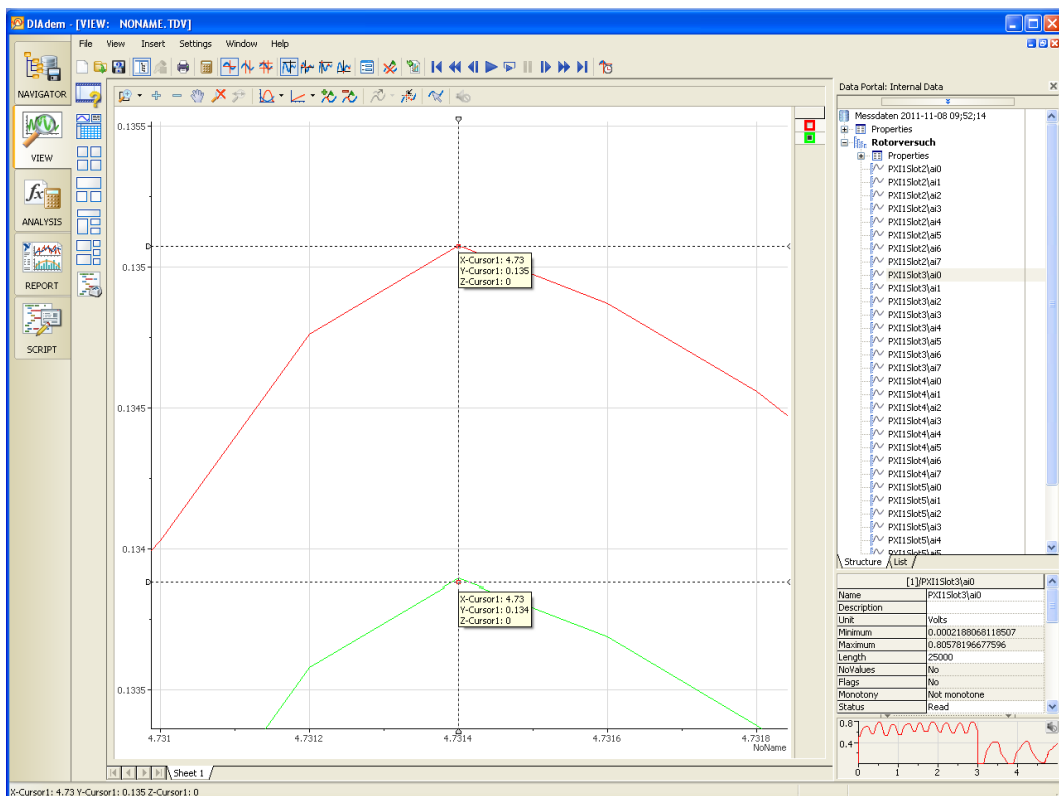 DIAdem - [VIEW: NONAME.TDV]
File View Insert Settings Window Help
NAVIGATOR
VIEW
ANALYSIS
REPORT
SCRIPT
0.1355
0.135
0.1345
0.134
0.1335
X-Cursor1: 4.73
Y-Cursor1: 0.135
Z-Cursor1: 0
X-Cursor1: 4.73
Y-Cursor1: 0.134
Z-Cursor1: 0
4.731 4.7312 4.7314 4.7316 4.7318
NoName
Sheet 1
Data Portal: Internal Data
Messdaten 2011-11-08 09;52;14
Properties
Rotorversuch
Properties
PXI1Slot2\ai0
PXI1Slot2\ai1
PXI1Slot2\ai2
PXI1Slot2\ai3
PXI1Slot2\ai4
PXI1Slot2\ai5
PXI1Slot2\ai6
PXI1Slot2\ai7
PXI1Slot3\ai0
PXI1Slot3\ai1
PXI1Slot3\ai2
PXI1Slot3\ai3
PXI1Slot3\ai4
PXI1Slot3\ai5
PXI1Slot3\ai6
PXI1Slot3\ai7
PXI1Slot4\ai0
PXI1Slot4\ai1
PXI1Slot4\ai2
PXI1Slot4\ai3
PXI1Slot4\ai4
PXI1Slot4\ai5
PXI1Slot4\ai6
PXI1Slot4\ai7
PXI1Slot5\ai0
PXI1Slot5\ai1
PXI1Slot5\ai2
PXI1Slot5\ai3
PXI1Slot5\ai4
PXI1Slot5\ai5
Structure List
[1]/PXI1Slot3\ai0
Name PXI1Slot3\ai0
Description
Unit Volts
Minimum 0.0002188068118507
Maximum 0.80578196677596
Length 25000
NoValues No
Flags No
Monotony Not monotone
Status Read
0.8
0.4
0 1 2 3 4
X-Cursor1: 4.73 Y-Cursor1: 0.135 Z-Cursor1: 0